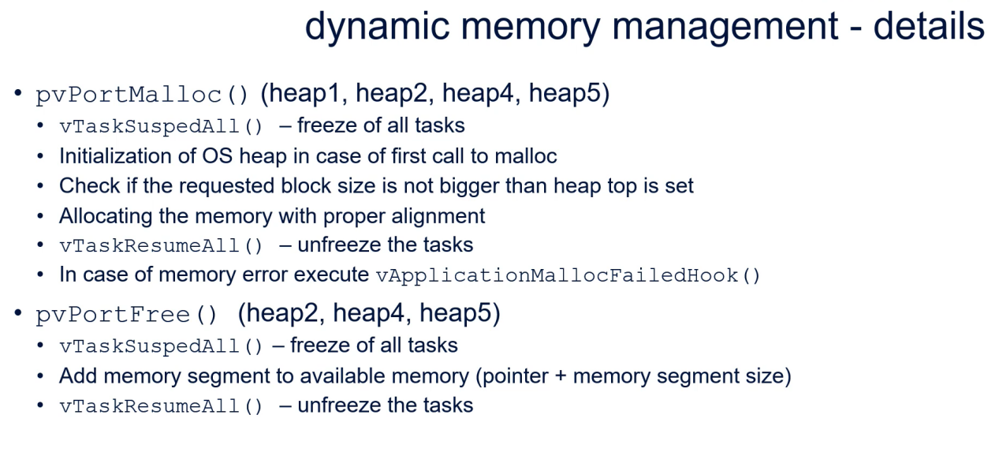 dynamic memory management - details
• pvPortMalloc() (heap1, heap2, heap4, heap5)
• vTaskSuspedAll() – freeze of all tasks
• Initialization of OS heap in case of first call to malloc
• Check if the requested block size is not bigger than heap top is set
• Allocating the memory with proper alignment
• vTaskResumeAll() – unfreeze the tasks
• In case of memory error execute vApplicationMallocFailedHook()
• pvPortFree() (heap2, heap4, heap5)
• vTaskSuspedAll() – freeze of all tasks
• Add memory segment to available memory (pointer + memory segment size)
• vTaskResumeAll() – unfreeze the tasks